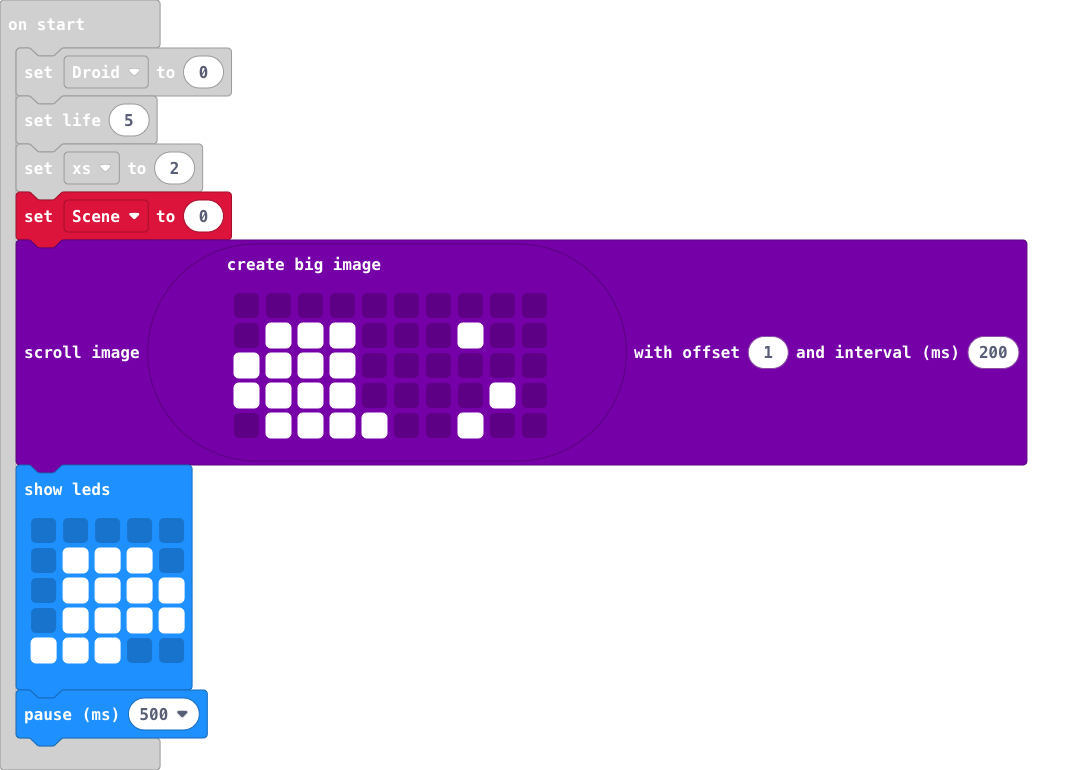 on start
set Droid to 0
set life 5
set xs to 2
set Scene to 0
create big image
scroll image with offset 1 and interval (ms) 200
show leds
pause (ms) 500